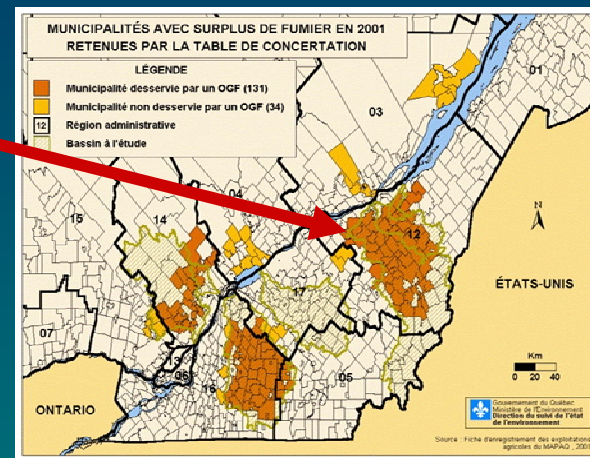 MUNICIPALITÉS AVEC SURPLUS DE FUMIER EN 2001
RETENUES PAR LA TABLE DE CONCERTATION
LÉGENDE
Municipalité desservie par un OGF (131)
Municipalité non desservie par un OGF (34)
12 Région administrative
Bassin à l'étude
01
03
04
14
15
12
17
07
13
06
16
05
N
ÉTATS-UNIS
ONTARIO
Km
0 20 40
Gouvernement du Québec
Ministère de l'Environnement
Direction du suivi de l'état
de l'environnement
Source : Fiche d'enregistrement des exploitations
agricoles du MAPAQ